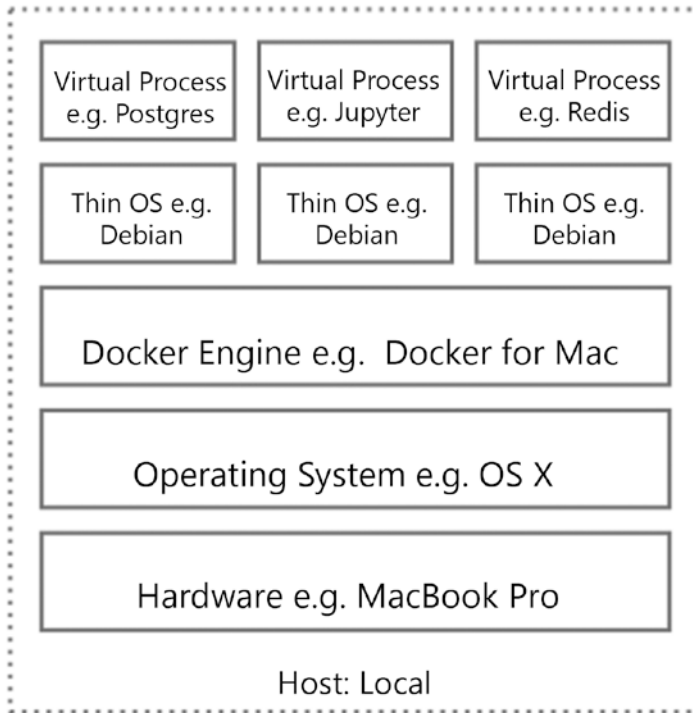 Virtual Process
e.g. Postgres
Virtual Process
e.g. Jupyter
Virtual Process
e.g. Redis
Thin OS e.g.
Debian
Thin OS e.g.
Debian
Thin OS e.g.
Debian
Docker Engine e.g. Docker for Mac
Operating System e.g. OS X
Hardware e.g. MacBook Pro
Host: Local